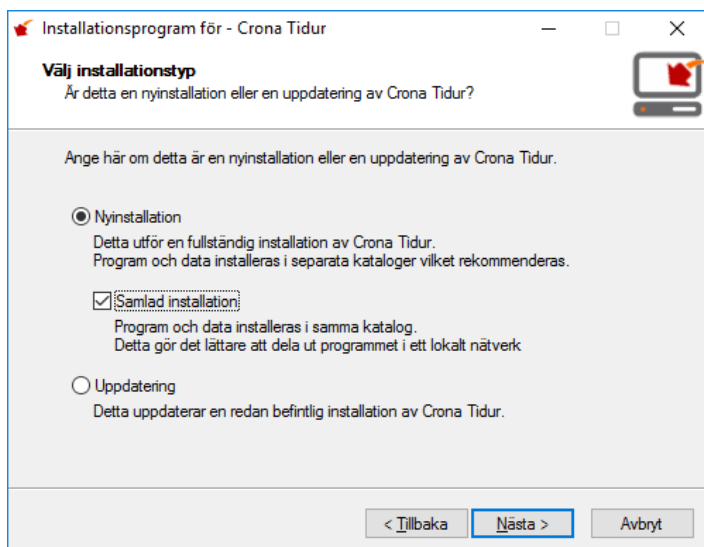 Installationsprogram för - Crona Tidur
Välj installationstyp
Är detta en nyinstallation eller en uppdatering av Crona Tidur?
Ange här om detta är en nyinstallation eller en uppdatering av Crona Tidur.
Nyinstallation
Detta utför en fullständig installation av Crona Tidur.
Program och data installeras i separata kataloger vilket rekommenderas.
Samlad installation
Program och data installeras i samma katalog.
Detta gör det lättare att dela ut programmet i ett lokalt nätverk
Uppdatering
Detta uppdaterar en redan befintlig installation av Crona Tidur.
< Tillbaka Nästa > Avbryt